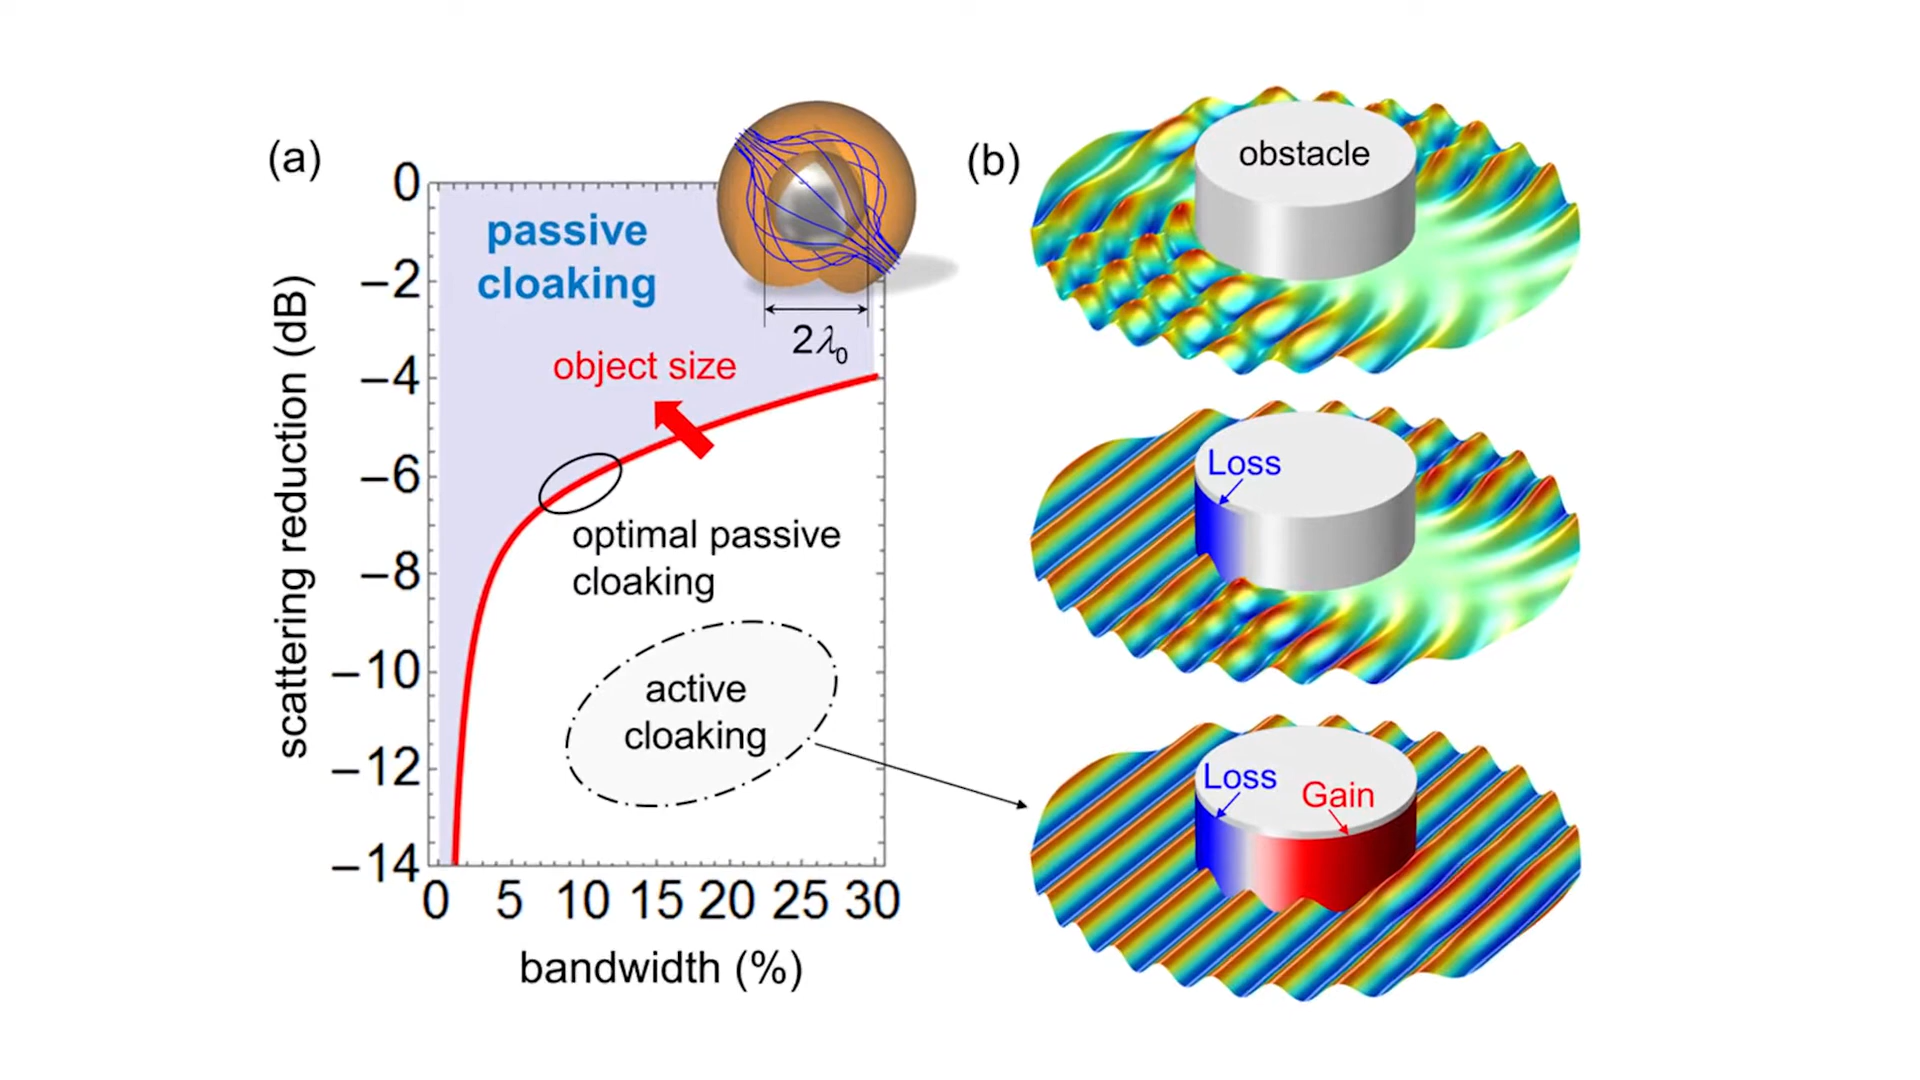 (a)
0
−2
−4
−6
−8
−10
−12
−14
scattering reduction (dB)
0 5 10 15 20 25 30
bandwidth (%)
passive
cloaking
2λ0
object size
optimal passive
cloaking
active
cloaking
(b)
obstacle
Loss
Loss
Gain